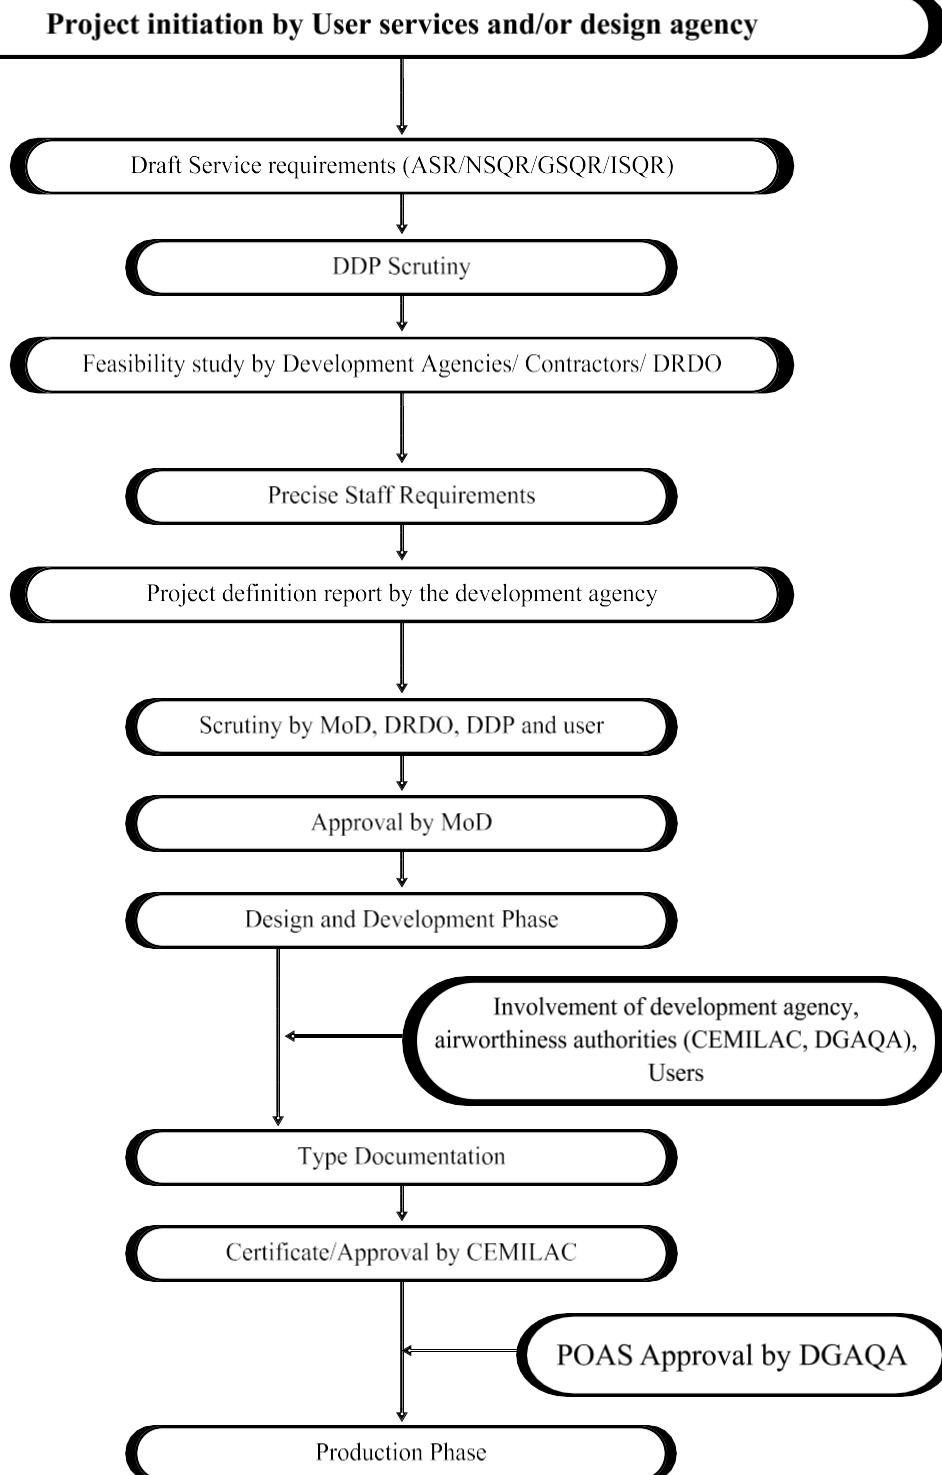 Project initiation by User services and/or design agency
Draft Service requirements (ASR/NSQR/GSQR/ISQR)
DDP Scrutiny
Feasibility study by Development Agencies/ Contractors/ DRDO
Precise Staff Requirements
Project definition report by the development agency
Scrutiny by MoD, DRDO, DDP and user
Approval by MoD
Design and Development Phase
Involvement of development agency,
airworthiness authorities (CEMILAC, DGAQA),
Users
Type Documentation
Certificate/Approval by CEMILAC
POAS Approval by DGAQA
Production Phase